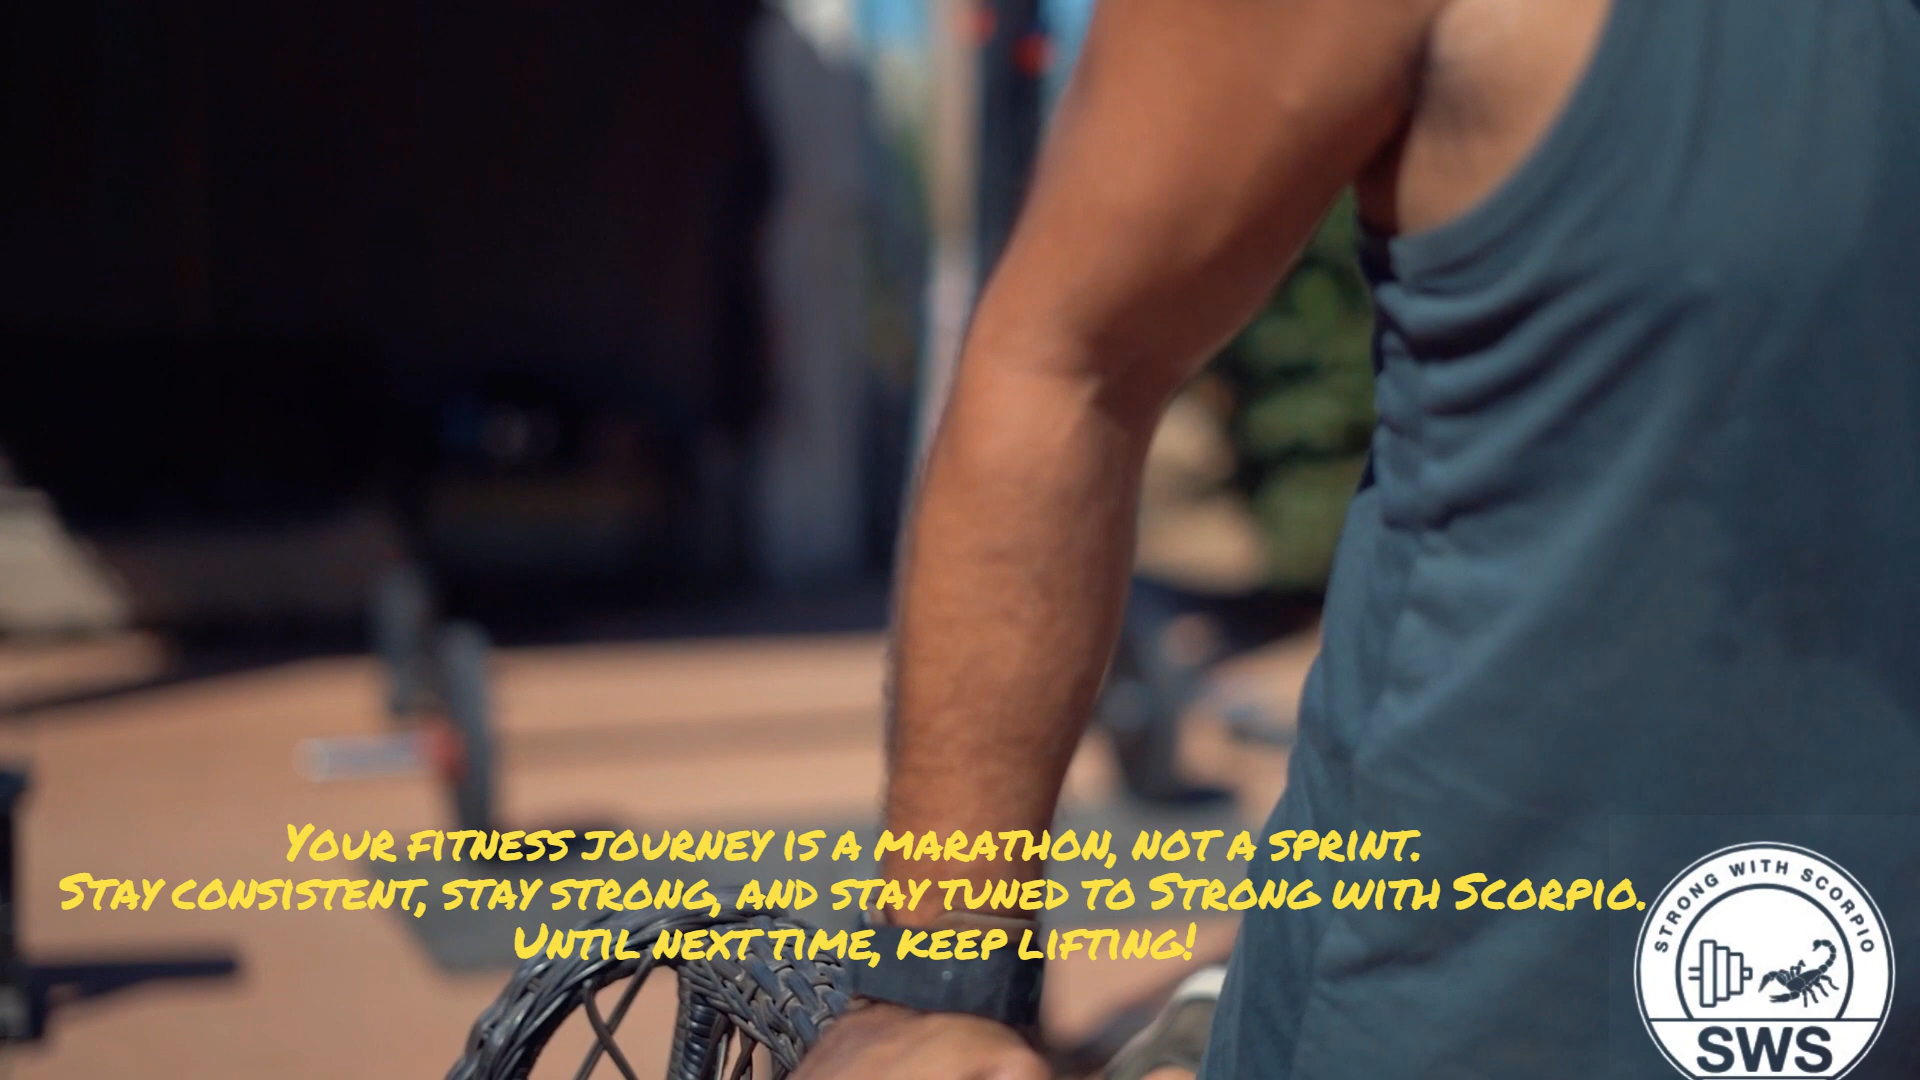 Your fitness journey is a marathon, not a sprint.
Stay consistent, stay strong, and stay tuned to Strong with Scorpio.
Until next time, keep lifting!
STRONG WITH SCORPIO
SWS